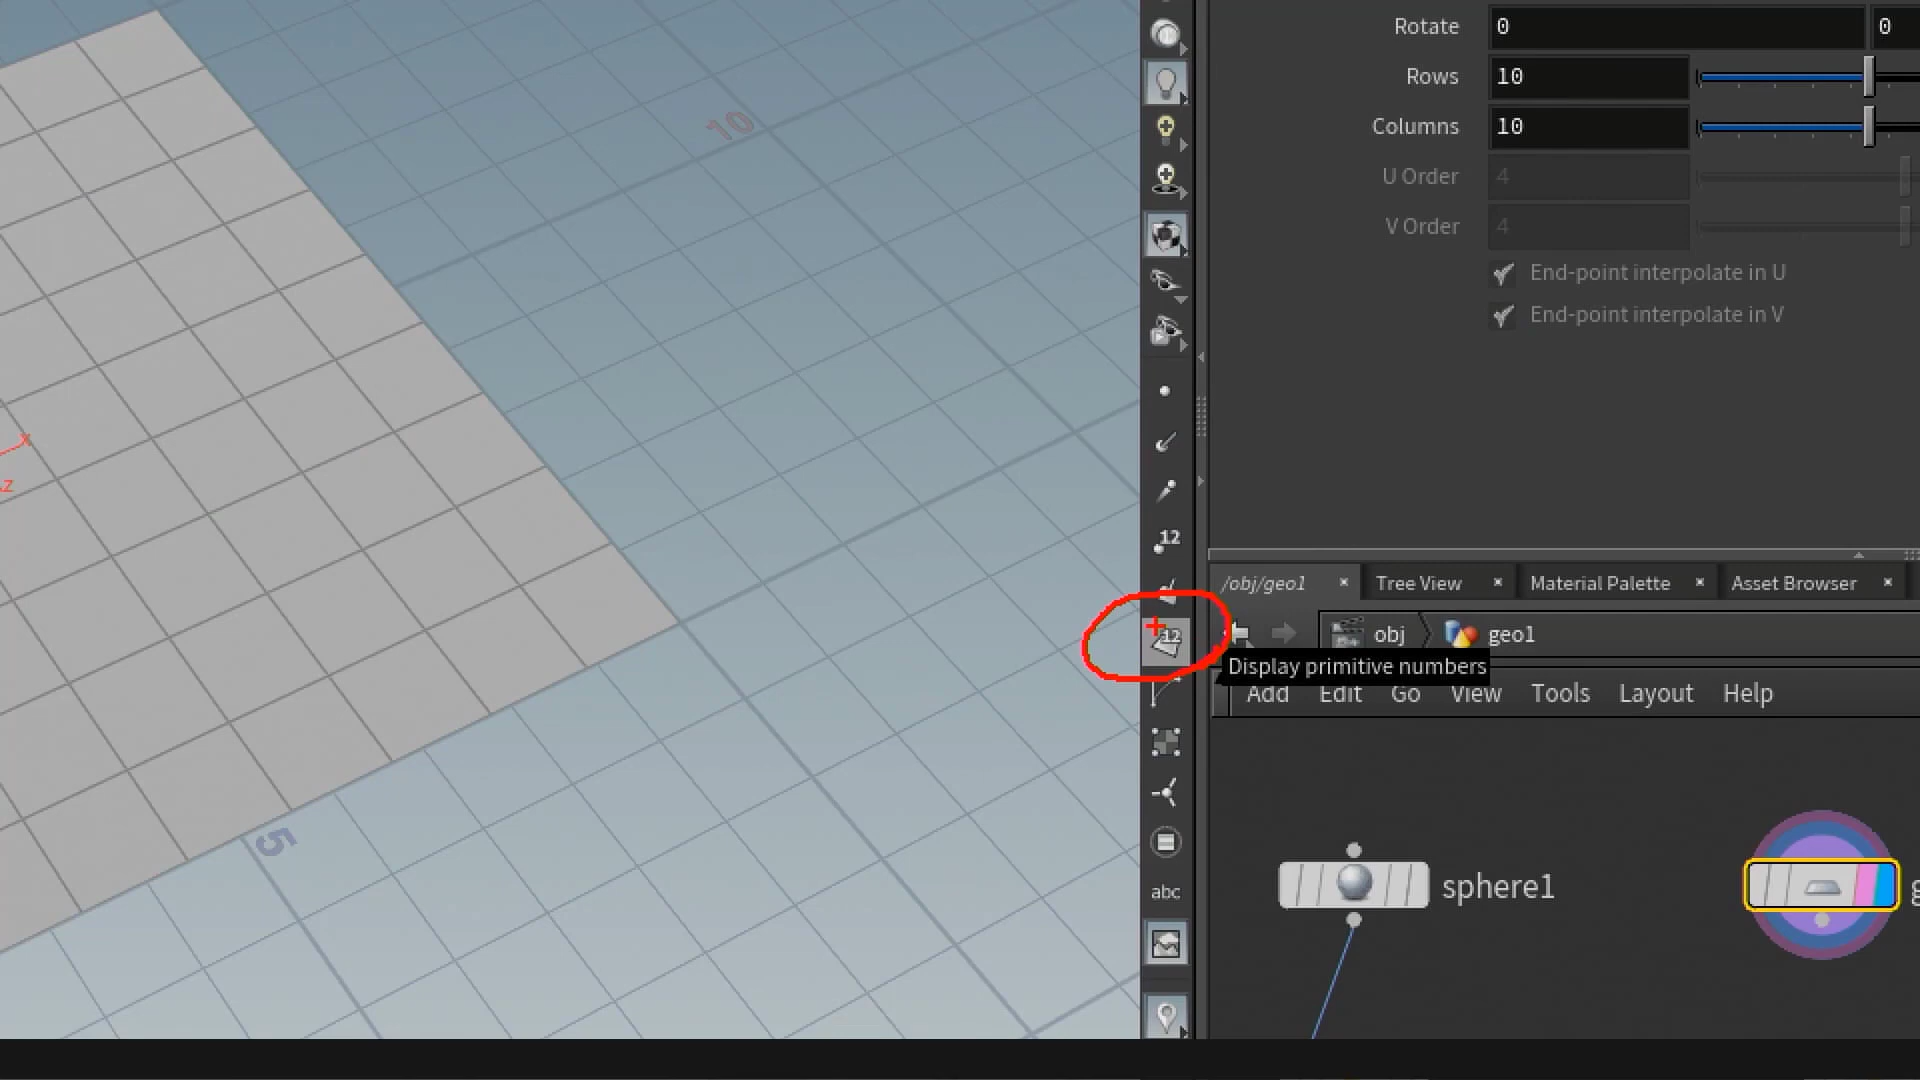 Rotate 0 0
Rows 10
Columns 10
U Order 4
V Order 4
End-point interpolate in U
End-point interpolate in V
10
X
Z
5
12
12
abc
/obj/geo1 Tree View Material Palette Asset Browser
obj geo1
Display primitive numbers
Add Edit Go View Tools Layout Help
sphere1